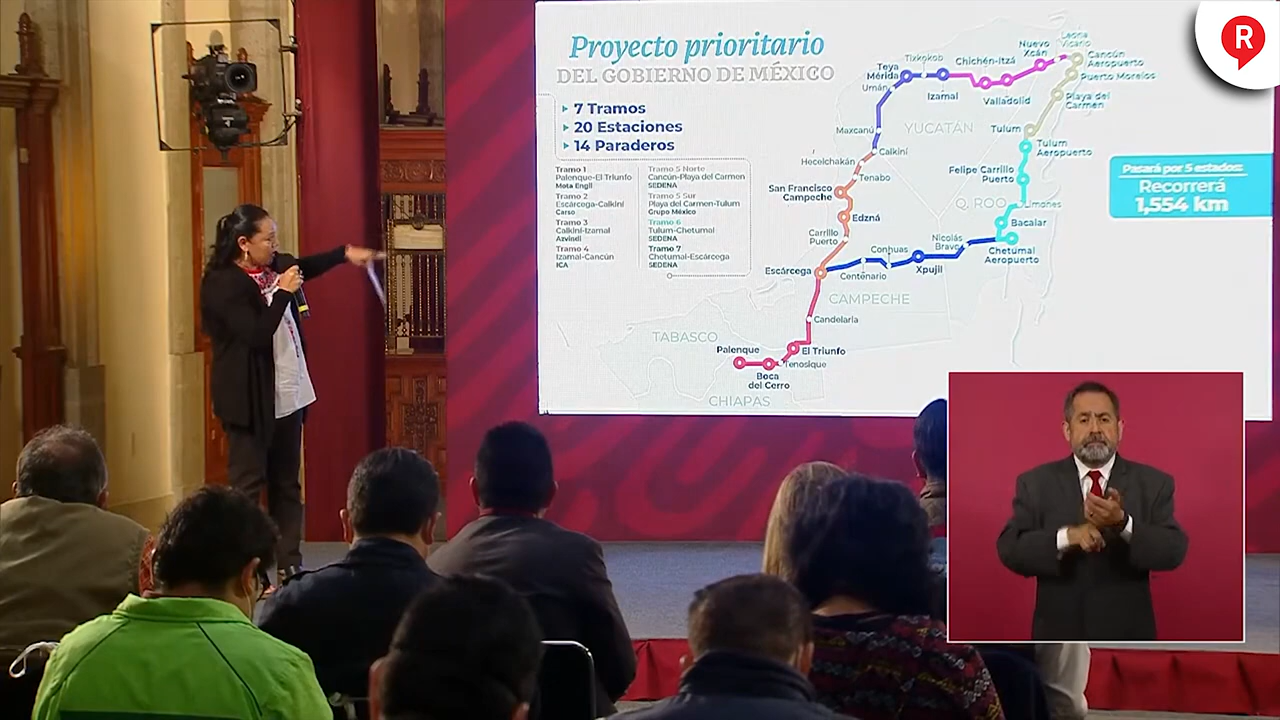 R
Proyecto prioritario
DEL GOBIERNO DE MÉXICO
7 Tramos
20 Estaciones
14 Paraderos
Tramo 1
Palenque-El Triunfo
Mota Engil
Tramo 2
Escárcega-Calkiní
Carso
Tramo 3
Calkiní-Izamal
Azvindi
Tramo 4
Izamal-Cancún
ICA
Tramo 5 Norte
Cancún-Playa del Carmen
SEDENA
Tramo 5 Sur
Playa del Carmen-Tulum
Grupo México
Tramo 6
Tulum-Chetumal
SEDENA
Tramo 7
Chetumal-Escárcega
SEDENA
Leona
Vicario
Nuevo
Xcán
Cancún
Aeropuerto
Puerto Morelos
Playa del
Carmen
Tixkokob
Chichén-Itzá
Teya
Mérida
Umán
Izamal
Valladolid
Maxcanú
YUCATÁN
Tulum
Tulum
Aeropuerto
Calkiní
Hecelchakán
Tenabo
Felipe Carrillo
Puerto
San Francisco
Campeche
Q. ROO
Limones
Edzná
Bacalar
Carrillo
Puerto
Nicolás
Bravo
Conhuas
Chetumal
Aeropuerto
Escárcega
Centenario
Xpujil
CAMPECHE
Candelaria
TABASCO
Palenque
El Triunfo
Tenosique
Boca
del Cerro
CHIAPAS
Pasará por 5 estados:
Recorrerá
1,554 km